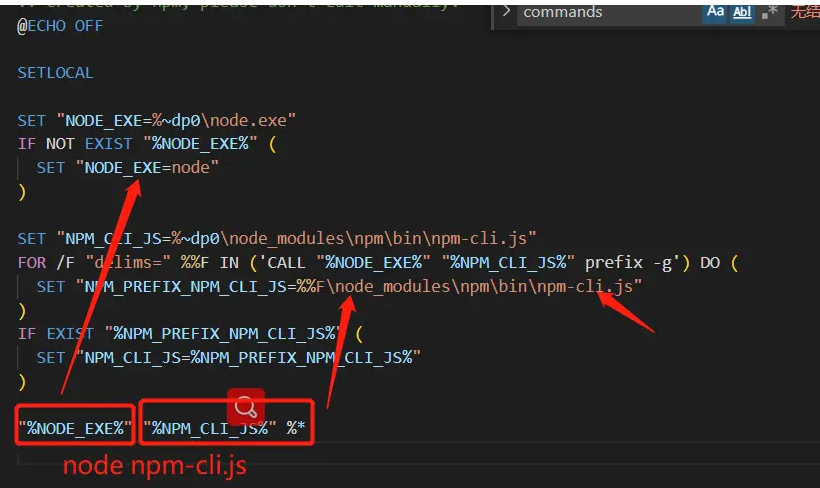 :: Created by npm, please don't edit manually.
commands
Aa Abl .* 无结
@ECHO OFF
SETLOCAL
SET "NODE_EXE=%~dp0\node.exe"
IF NOT EXIST "%NODE_EXE%" (
SET "NODE_EXE=node"
)
SET "NPM_CLI_JS=%~dp0\node_modules\npm\bin\npm-cli.js"
FOR /F "delims=" %%F IN ('CALL "%NODE_EXE%" "%NPM_CLI_JS%" prefix -g') DO (
SET "NPM_PREFIX_NPM_CLI_JS=%%F\node_modules\npm\bin\npm-cli.js"
)
IF EXIST "%NPM_PREFIX_NPM_CLI_JS%" (
SET "NPM_CLI_JS=%NPM_PREFIX_NPM_CLI_JS%"
)
"%NODE_EXE%" "%NPM_CLI_JS%" %*
node npm-cli.js